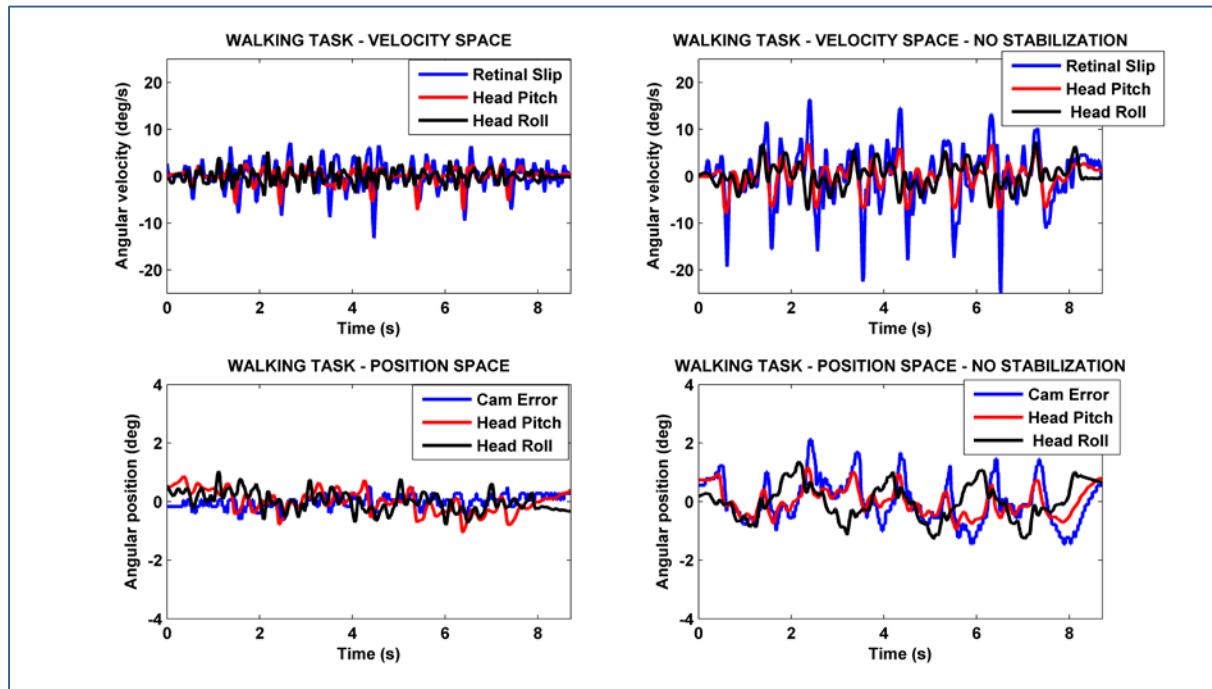 WALKING TASK - VELOCITY SPACE
Retinal Slip
Head Pitch
Head Roll
Angular velocity (deg/s)
20
10
0
-10
-20
0
2
4
6
8
Time (s)
WALKING TASK - VELOCITY SPACE - NO STABILIZATION
Retinal Slip
Head Pitch
Head Roll
Angular velocity (deg/s)
20
10
0
-10
-20
0
2
4
6
8
Time (s)
WALKING TASK - POSITION SPACE
Cam Error
Head Pitch
Head Roll
Angular position (deg)
4
2
0
-2
-4
0
2
4
6
8
Time (s)
WALKING TASK - POSITION SPACE - NO STABILIZATION
Cam Error
Head Pitch
Head Roll
Angular position (deg)
4
2
0
-2
-4
0
2
4
6
8
Time (s)